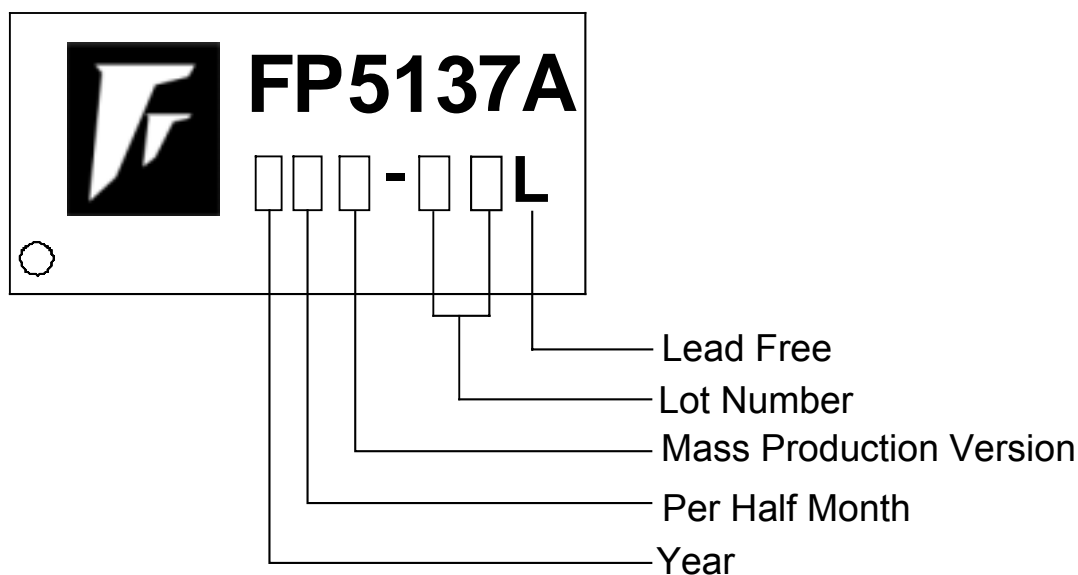 FP5137A
- L
Lead Free
Lot Number
Mass Production Version
Per Half Month
Year